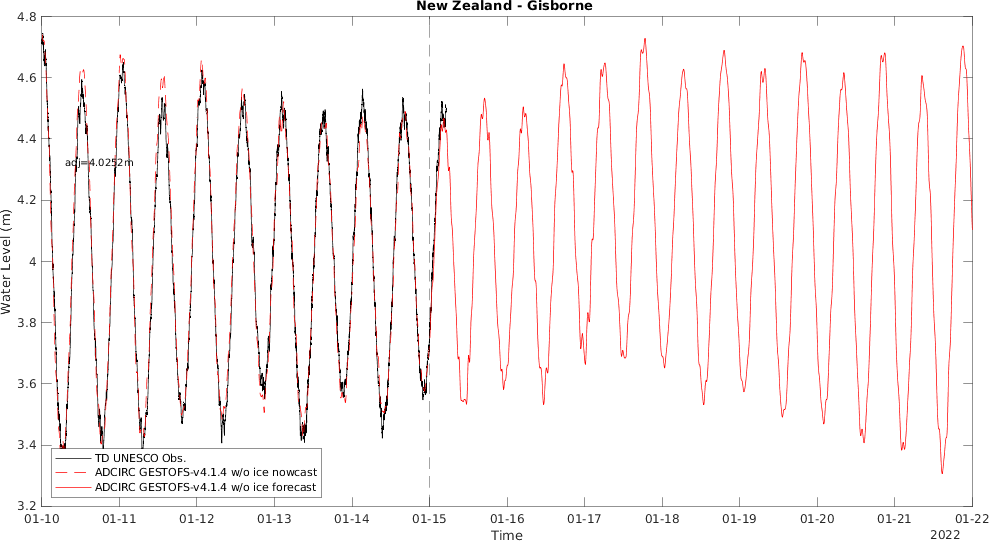 New Zealand - Gisborne
4.8
4.6
4.4
4.2
4
3.8
3.6
3.4
3.2
Water Level (m)
adj=4.0252m
TD UNESCO Obs.
ADCIRC GESTOFS-v4.1.4 w/o ice nowcast
ADCIRC GESTOFS-v4.1.4 w/o ice forecast
01-10 01-11 01-12 01-13 01-14 01-15 01-16 01-17 01-18 01-19 01-20 01-21 01-22
Time
2022